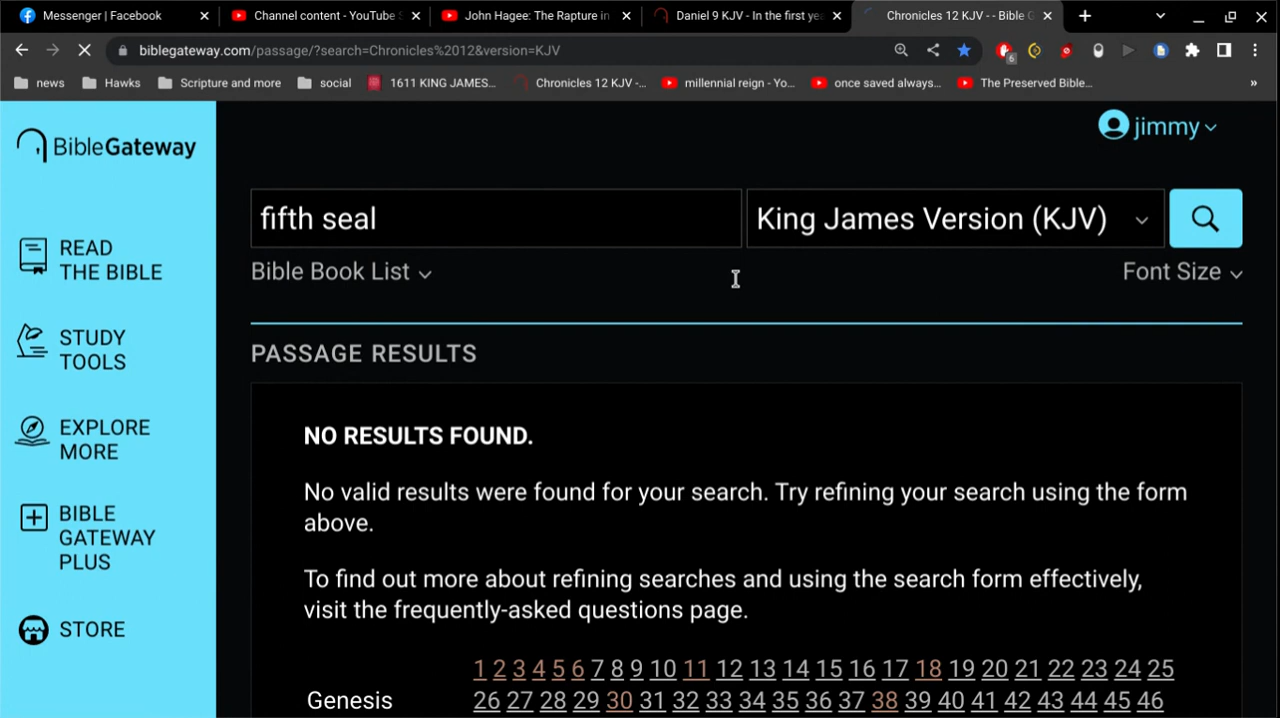 Messenger | Facebook
Channel content - YouTube S
John Hagee: The Rapture in
Daniel 9 KJV - In the first yea
Chronicles 12 KJV - - Bible G
biblegateway.com/passage/?search=Chronicles%2012&version=KJV
6
news
Hawks
Scripture and more
social
1611 KING JAMES...
Chronicles 12 KJV -...
millennial reign - Yo...
once saved always...
The Preserved Bible...
»
BibleGateway
jimmy
fifth seal
King James Version (KJV)
Bible Book List
Font Size
READ
THE BIBLE
STUDY
TOOLS
EXPLORE
MORE
BIBLE
GATEWAY
PLUS
STORE
PASSAGE RESULTS
NO RESULTS FOUND.
No valid results were found for your search. Try refining your search using the form
above.
To find out more about refining searches and using the search form effectively,
visit the frequently-asked questions page.
Genesis
1 2 3 4 5 6 7 8 9 10 11 12 13 14 15 16 17 18 19 20 21 22 23 24 25
26 27 28 29 30 31 32 33 34 35 36 37 38 39 40 41 42 43 44 45 46